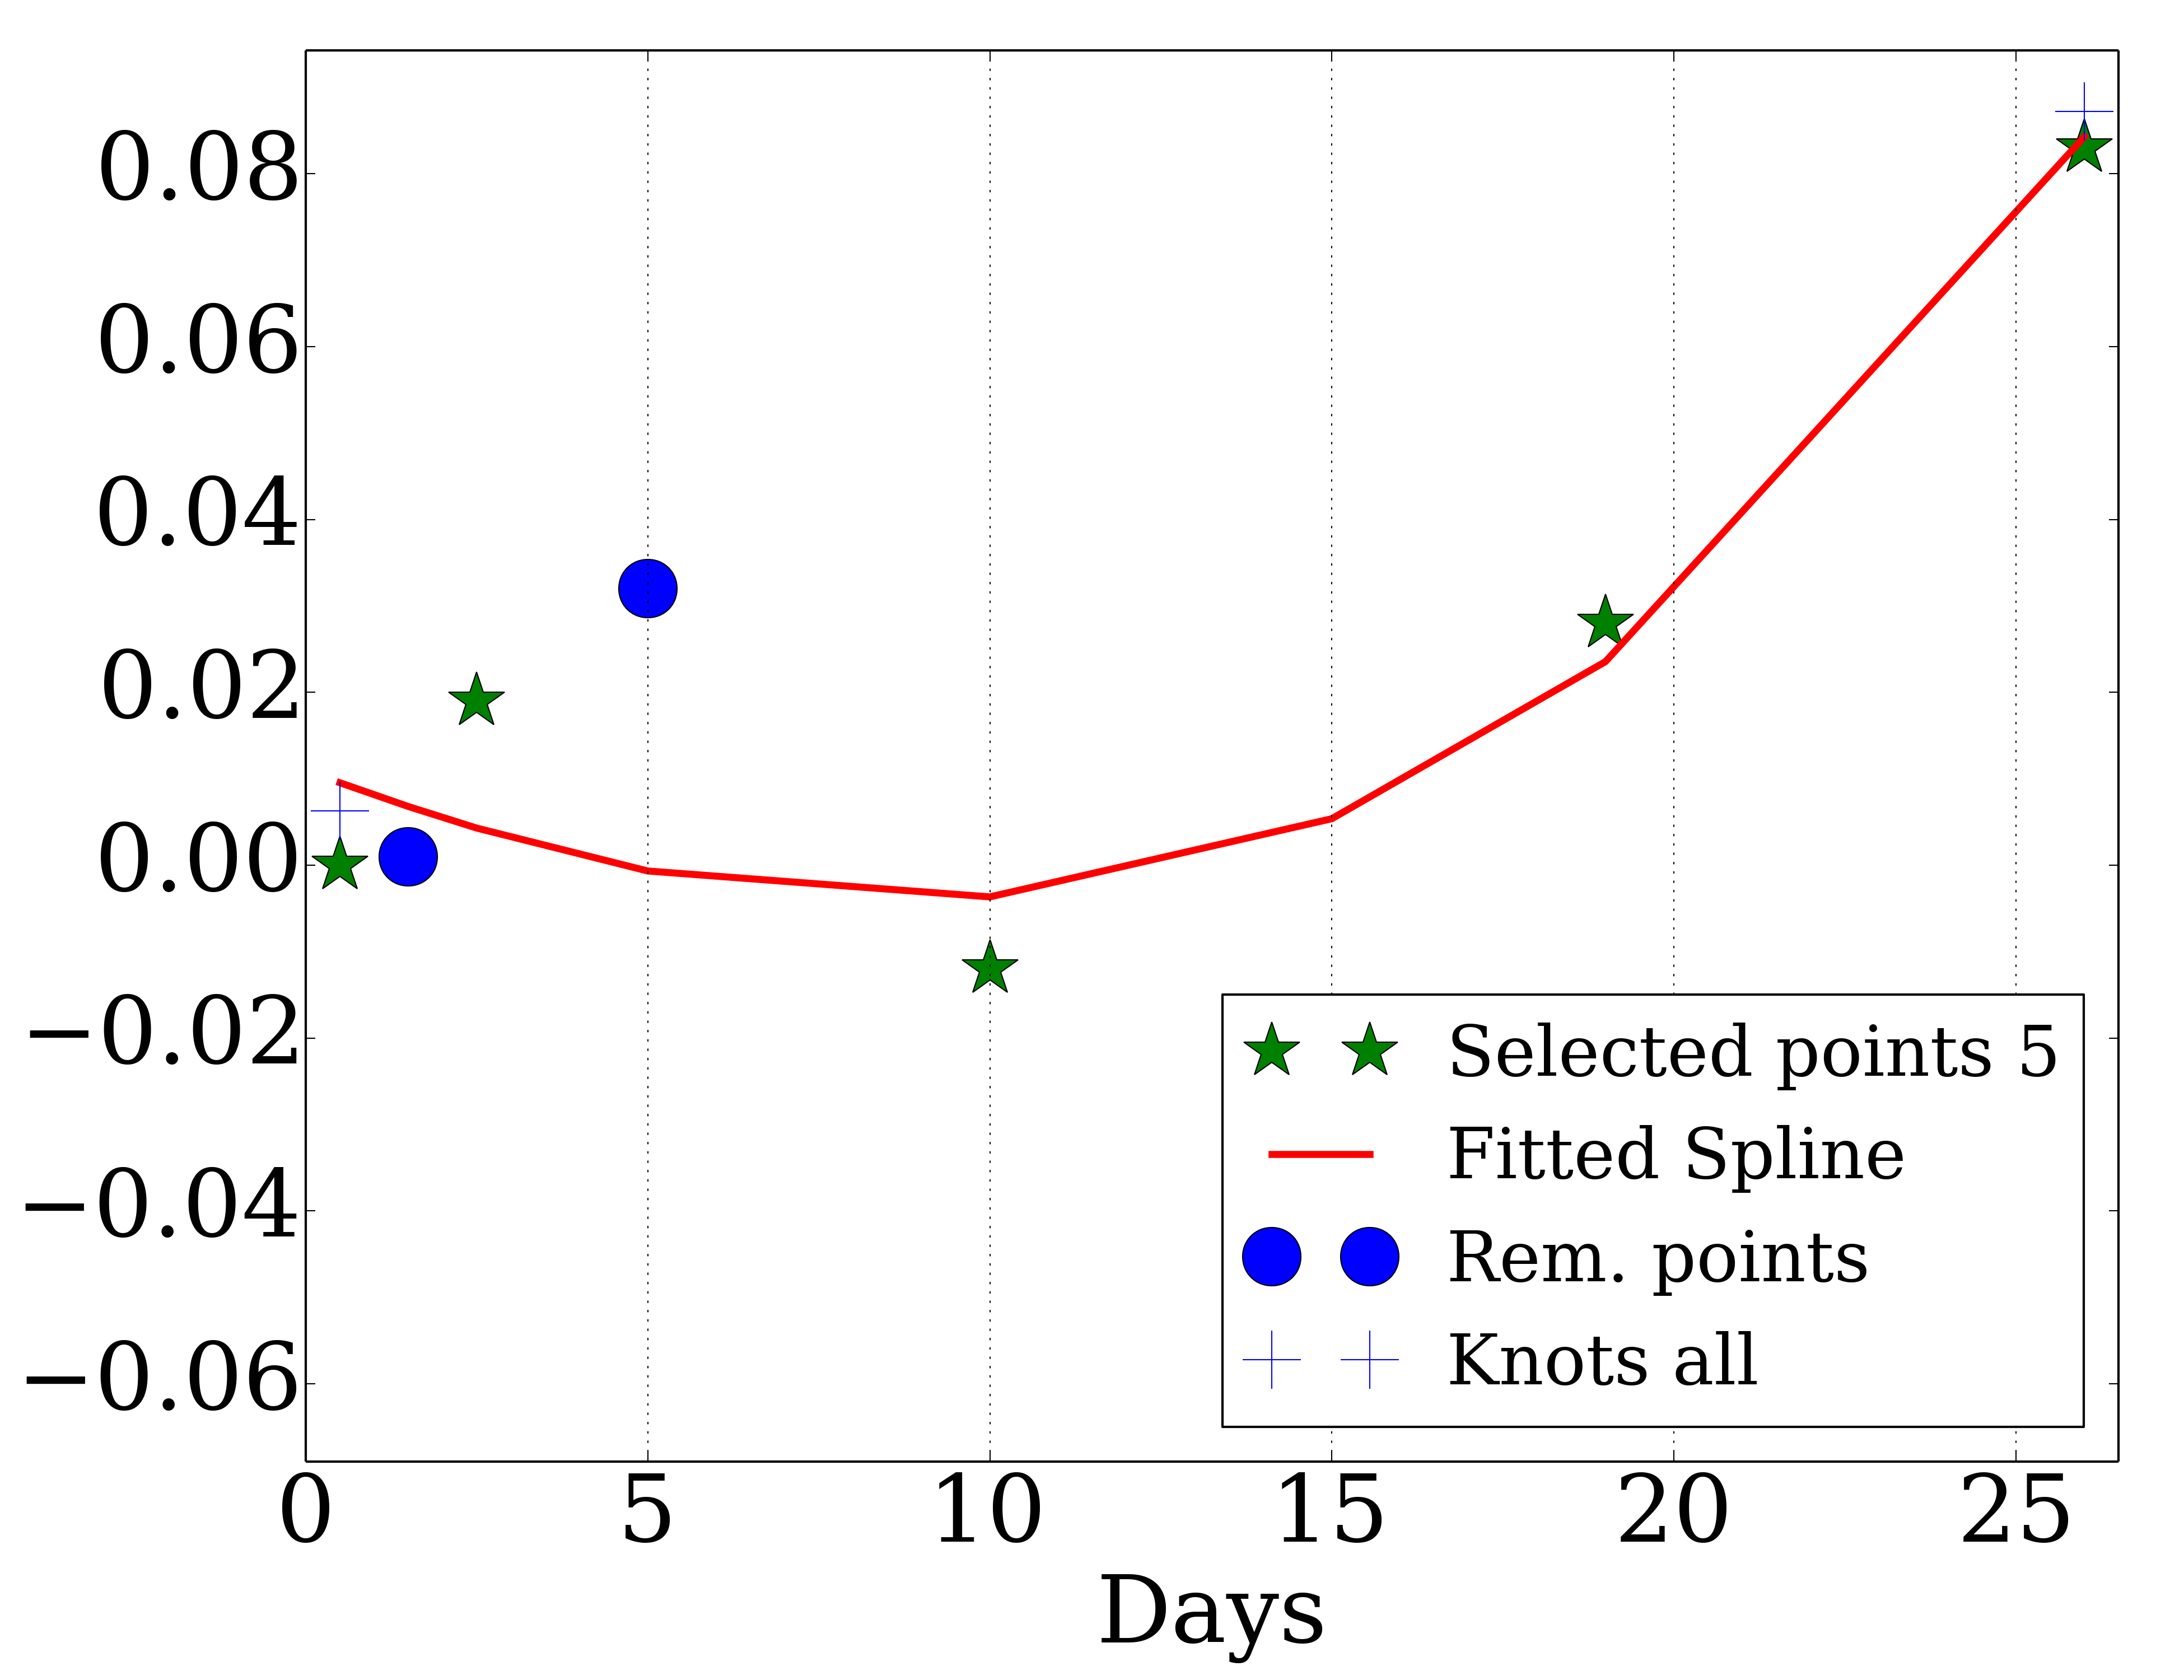 0.08
0.06
0.04
0.02
0.00
−0.02
−0.04
−0.06
Selected points 5
Fitted Spline
Rem. points
Knots all
0 5 10 15 20 25
Days